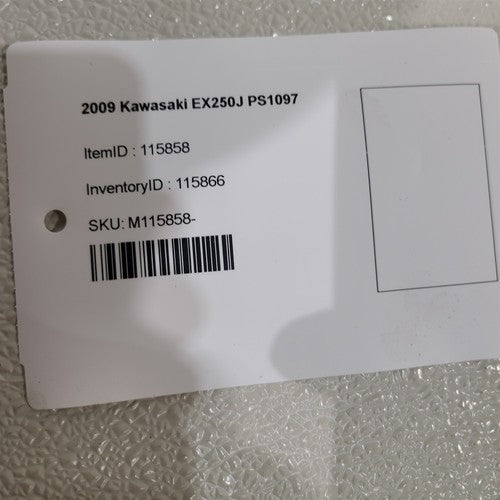 2009 Kawasaki EX250J PS1097
ItemID : 115858
InventoryID : 115866
SKU: M115858-